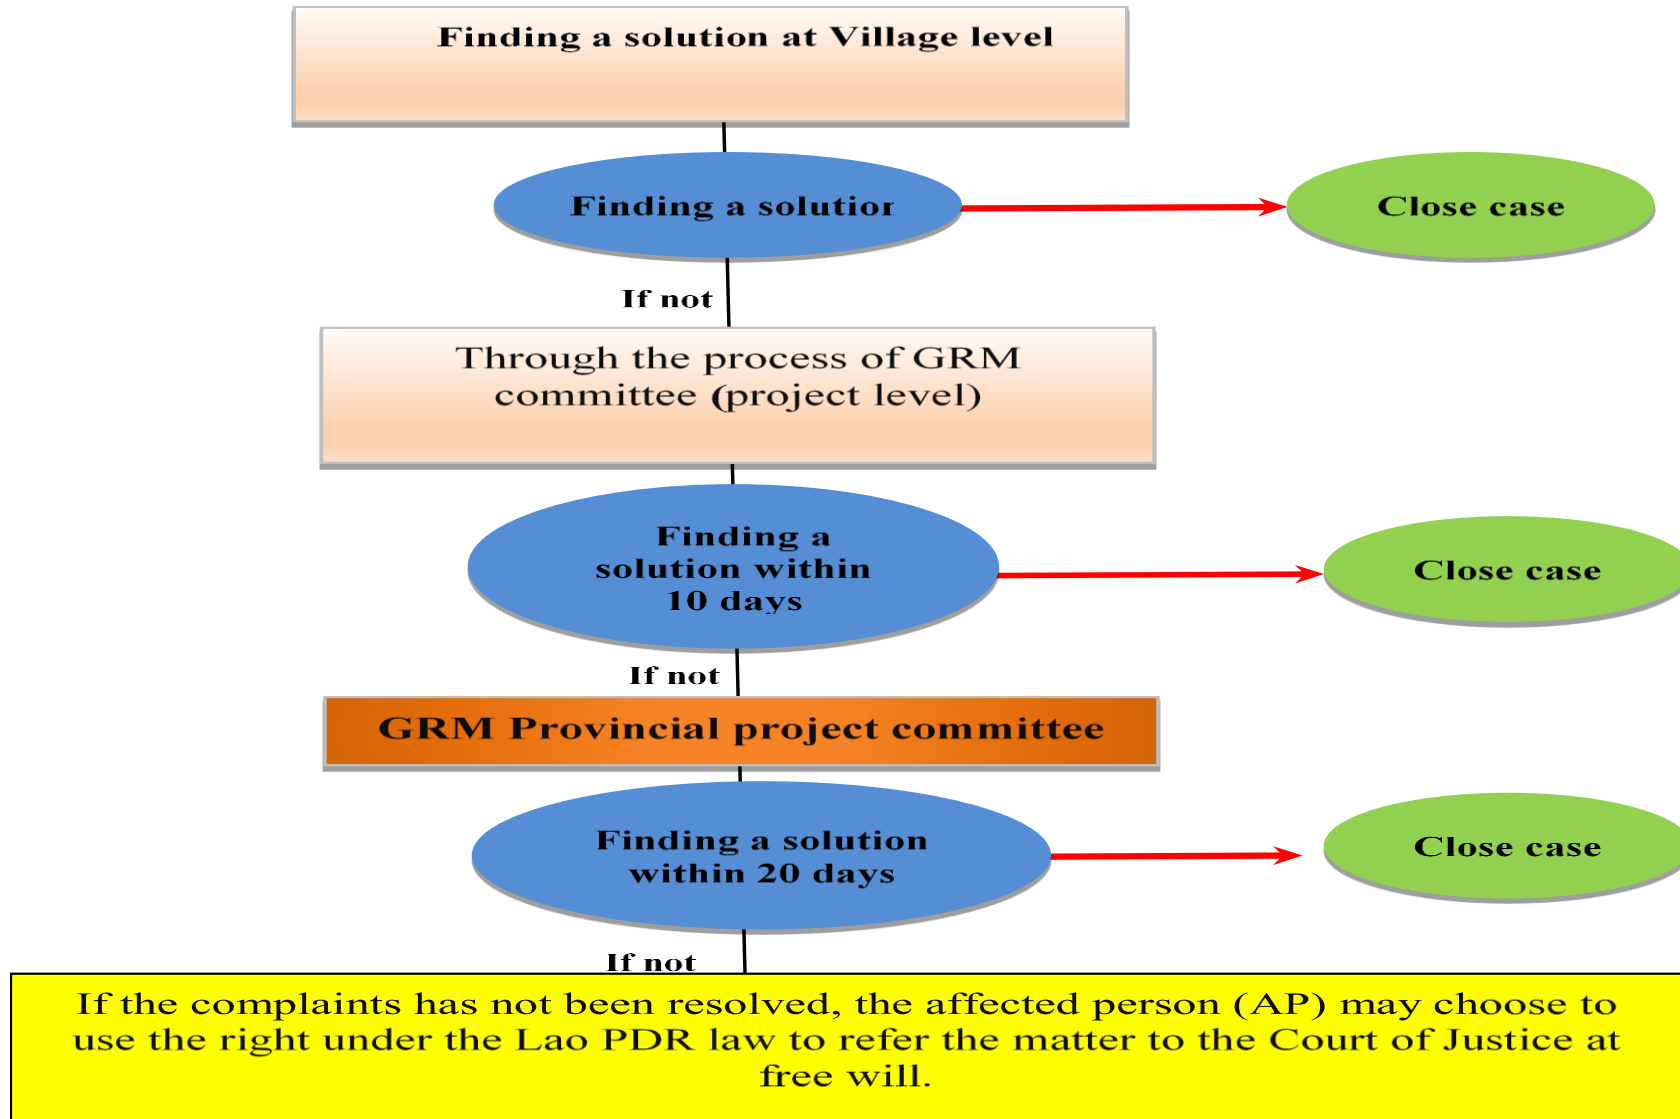 Finding a solution at Village level
Finding a solution
Close case
If not
Through the process of GRM
committee (project level)
Finding a
solution within
10 days
Close case
If not
GRM Provincial project committee
Finding a solution
within 20 days
Close case
If not
If the complaints has not been resolved, the affected person (AP) may choose to
use the right under the Lao PDR law to refer the matter to the Court of Justice at
free will.